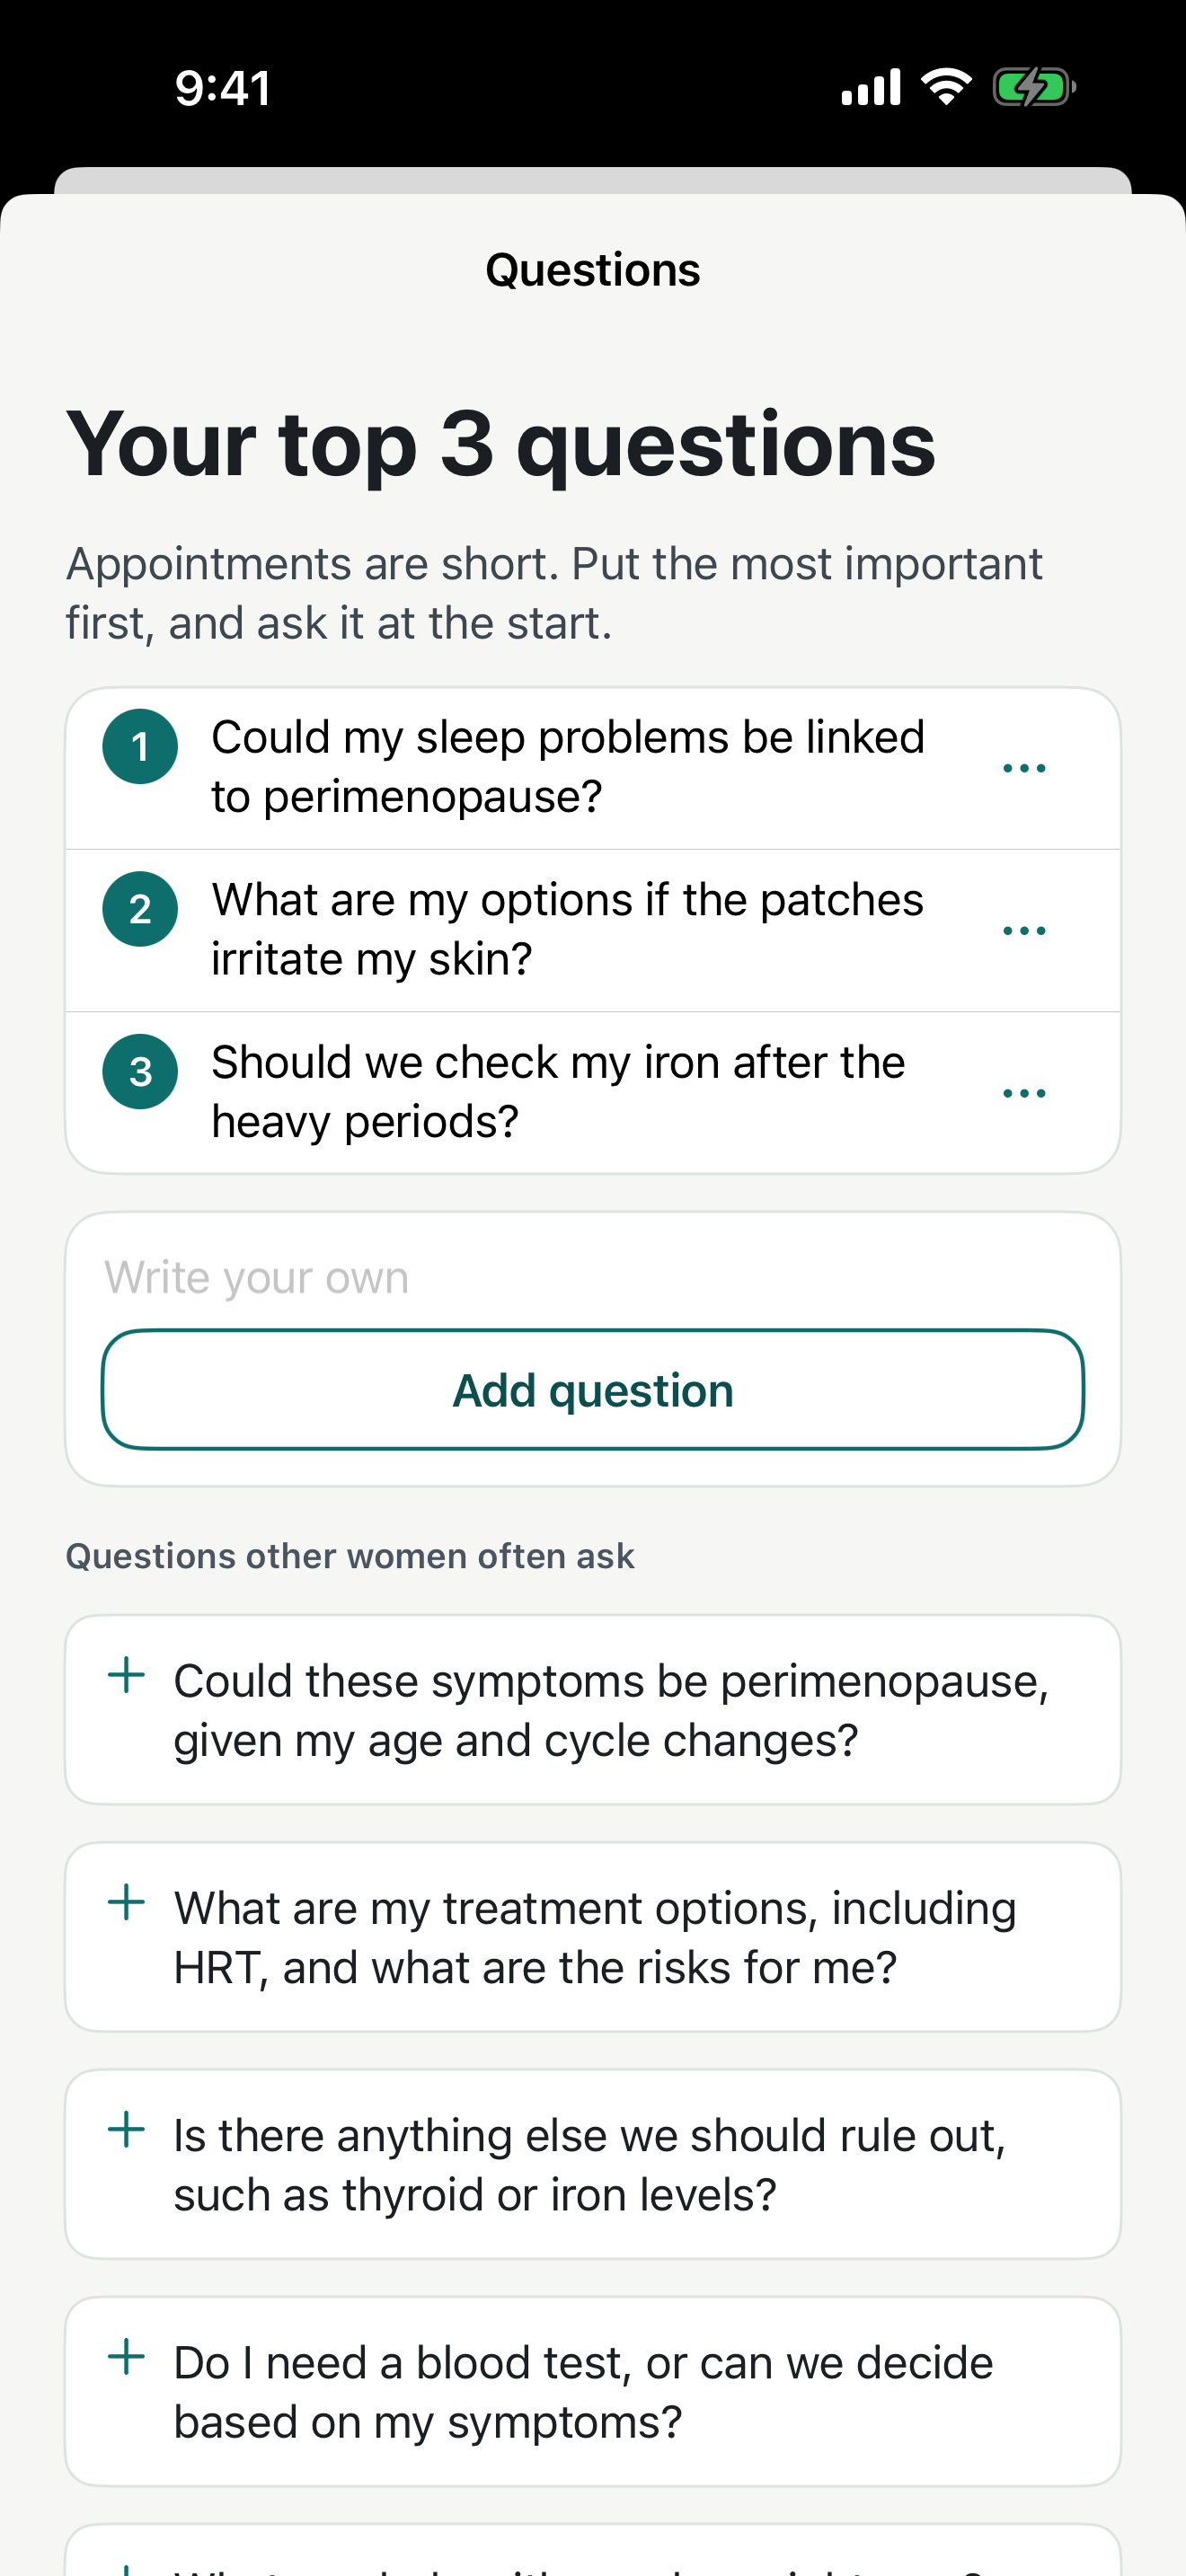 9:41
Questions
Your top 3 questions
Appointments are short. Put the most important
first, and ask it at the start.
1
Could my sleep problems be linked
to perimenopause?
2
What are my options if the patches
irritate my skin?
3
Should we check my iron after the
heavy periods?
Write your own
Add question
Questions other women often ask
Could these symptoms be perimenopause,
given my age and cycle changes?
What are my treatment options, including
HRT, and what are the risks for me?
Is there anything else we should rule out,
such as thyroid or iron levels?
Do I need a blood test, or can we decide
based on my symptoms?